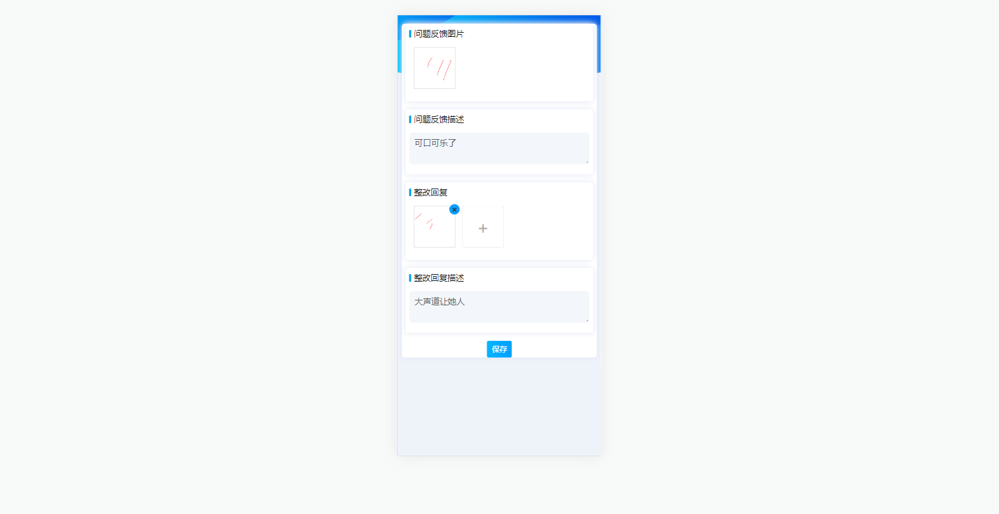 问题反馈图片
问题反馈描述
可口可乐了
整改回复
整改回复描述
大声道让她人
保存